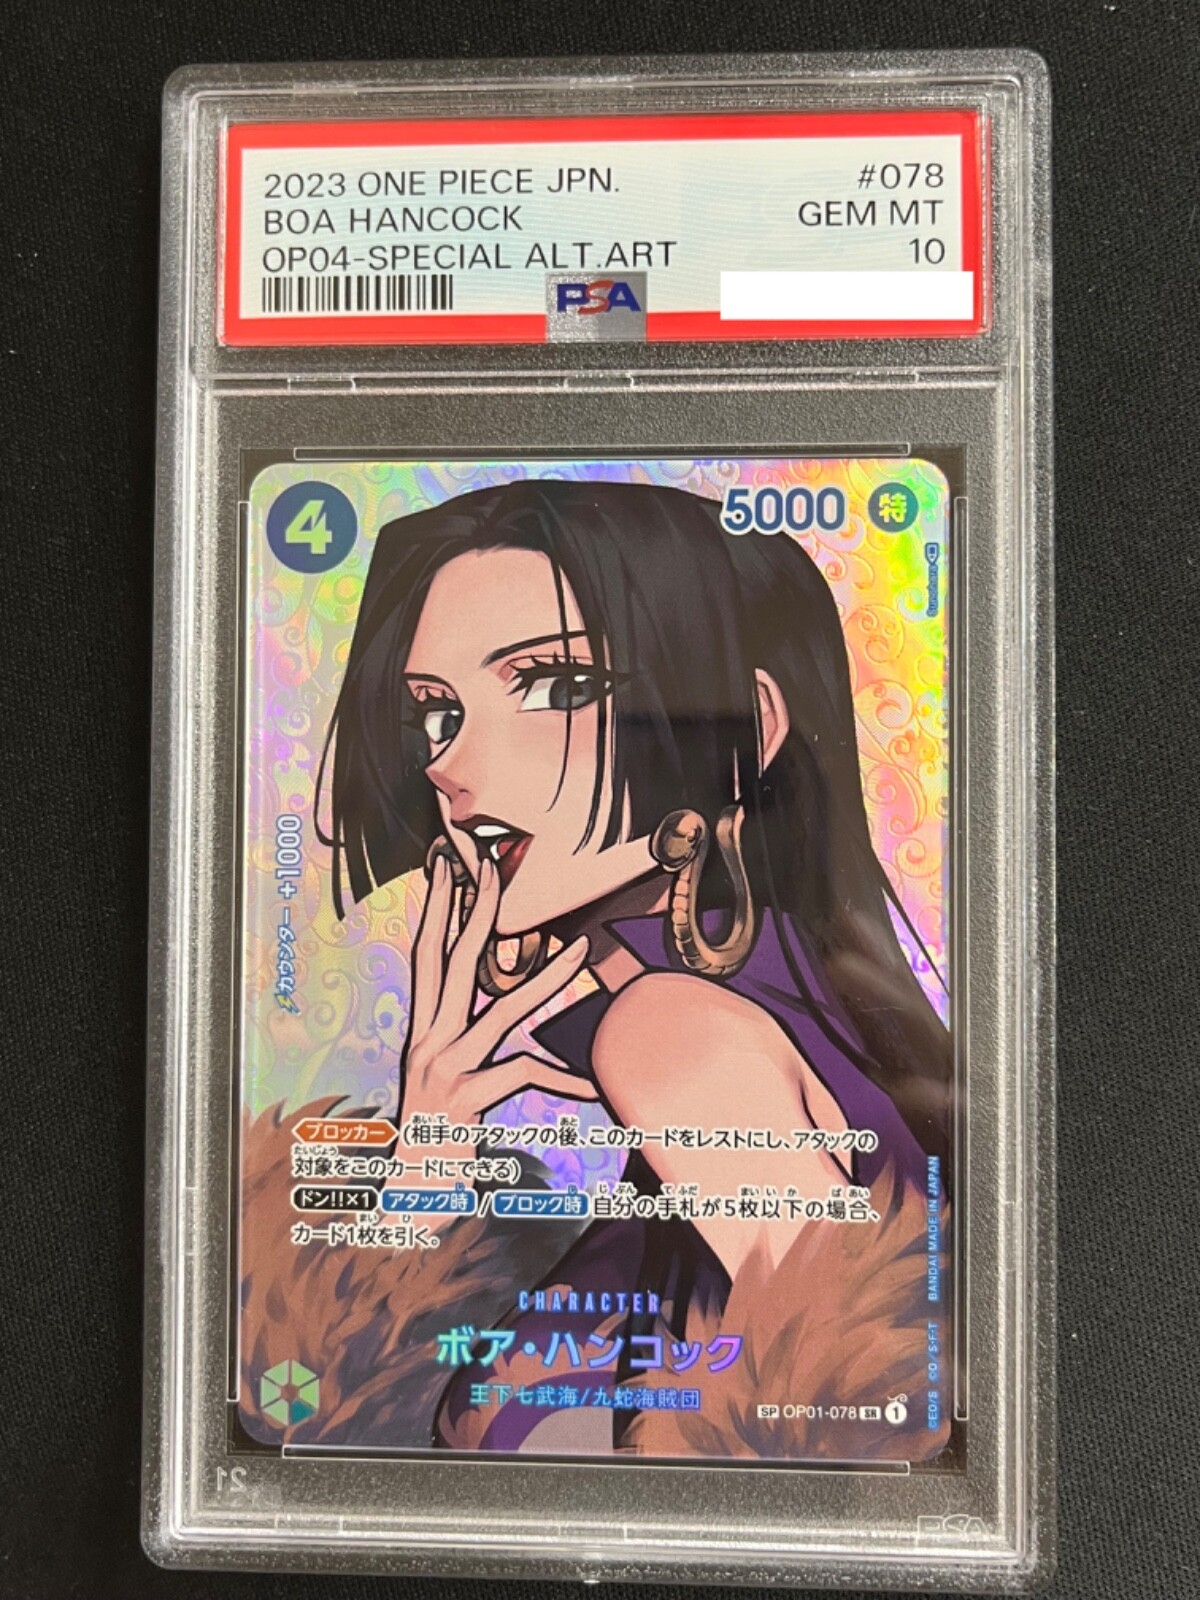 2023 ONE PIECE JPN. #078
BOA HANCOCK GEM MT
OP04-SPECIAL ALT.ART 10
PSA
4 5000 特
Sunohara
カウンター +1000
ブロッカー (相手のアタックの後、このカードをレストにし、アタックの
対象をこのカードにできる)
ドン!!×1 アタック時 / ブロック時 自分の手札が5枚以下の場合、
カード1枚を引く。
CHARACTER
ボア・ハンコック
王下七武海/九蛇海賊団
SP OP01-078 SR 1
©ED/S ©O/S・F・T BANDAI MADE IN JAPAN
21
PSA